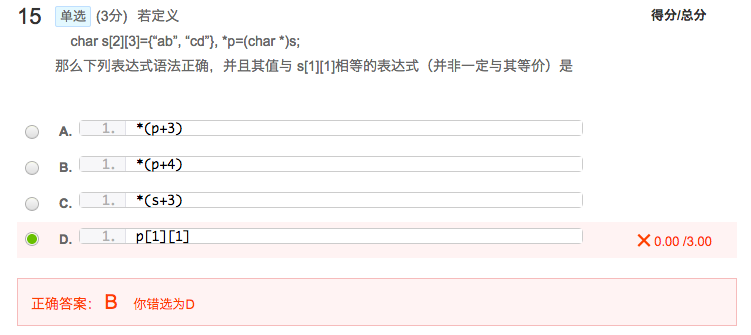 15 单选 (3分) 若定义 得分/总分
char s[2][3]={“ab”, “cd”}, *p=(char *)s;
那么下列表达式语法正确，并且其值与 s[1][1]相等的表达式（并非一定与其等价）是
A. 1. *(p+3)
B. 1. *(p+4)
C. 1. *(s+3)
D. 1. p[1][1] 0.00 /3.00
正确答案： B 你错选为D